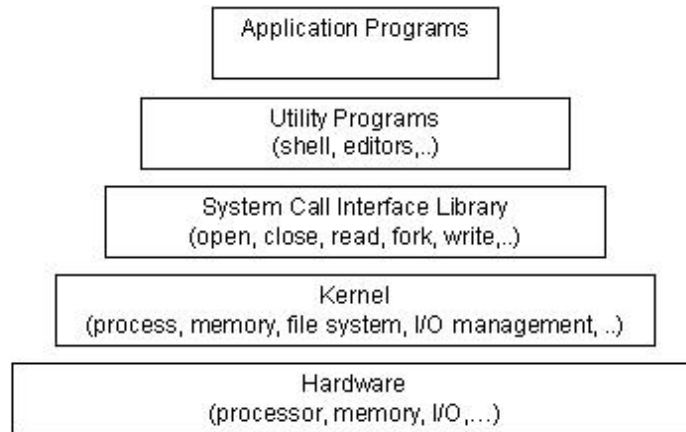 Application Programs
Utility Programs
(shell, editors,..)
System Call Interface Library
(open, close, read, fork, write,..)
Kernel
(process, memory, file system, I/O management, ..)
Hardware
(processor, memory, I/O,...)